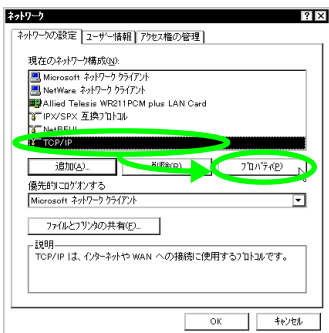 ネットワーク
ネットワークの設定 ユーザー情報 アクセス権の管理
現在のネットワーク構成(N):
Microsoft ネットワーク クライアント
NetWare ネットワーク クライアント
Allied Telesis WR211PCM plus LAN Card
IPX/SPX 互換プロトコル
NetBEUI
TCP/IP
追加(A)... 削除(R) プロパティ(P)
優先的にログオンする
Microsoft ネットワーク クライアント
ファイルとプリンタの共有(F)...
説明
TCP/IP は、インターネットや WAN への接続に使用するプロトコルです。
OK キャンセル